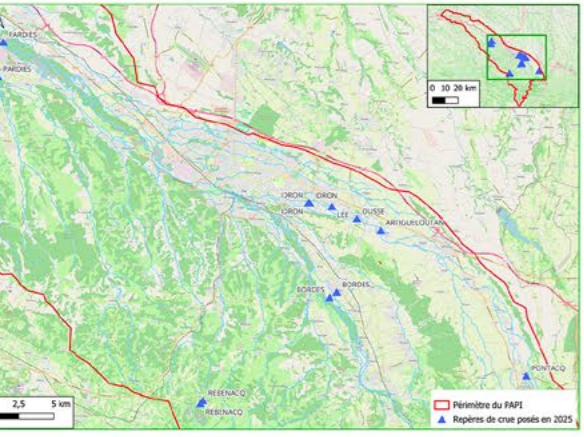 PARDIES
PARDIES
0 10 20 km
IDRON IDRON
IDRON
LEE
OUSSE
ARTIGUELOUTAN
BORDES
BORDES
PONTACQ
REBENACQ
REBENACQ
2,5 5 km
Périmètre du PAPI
Repères de crue posés en 2025